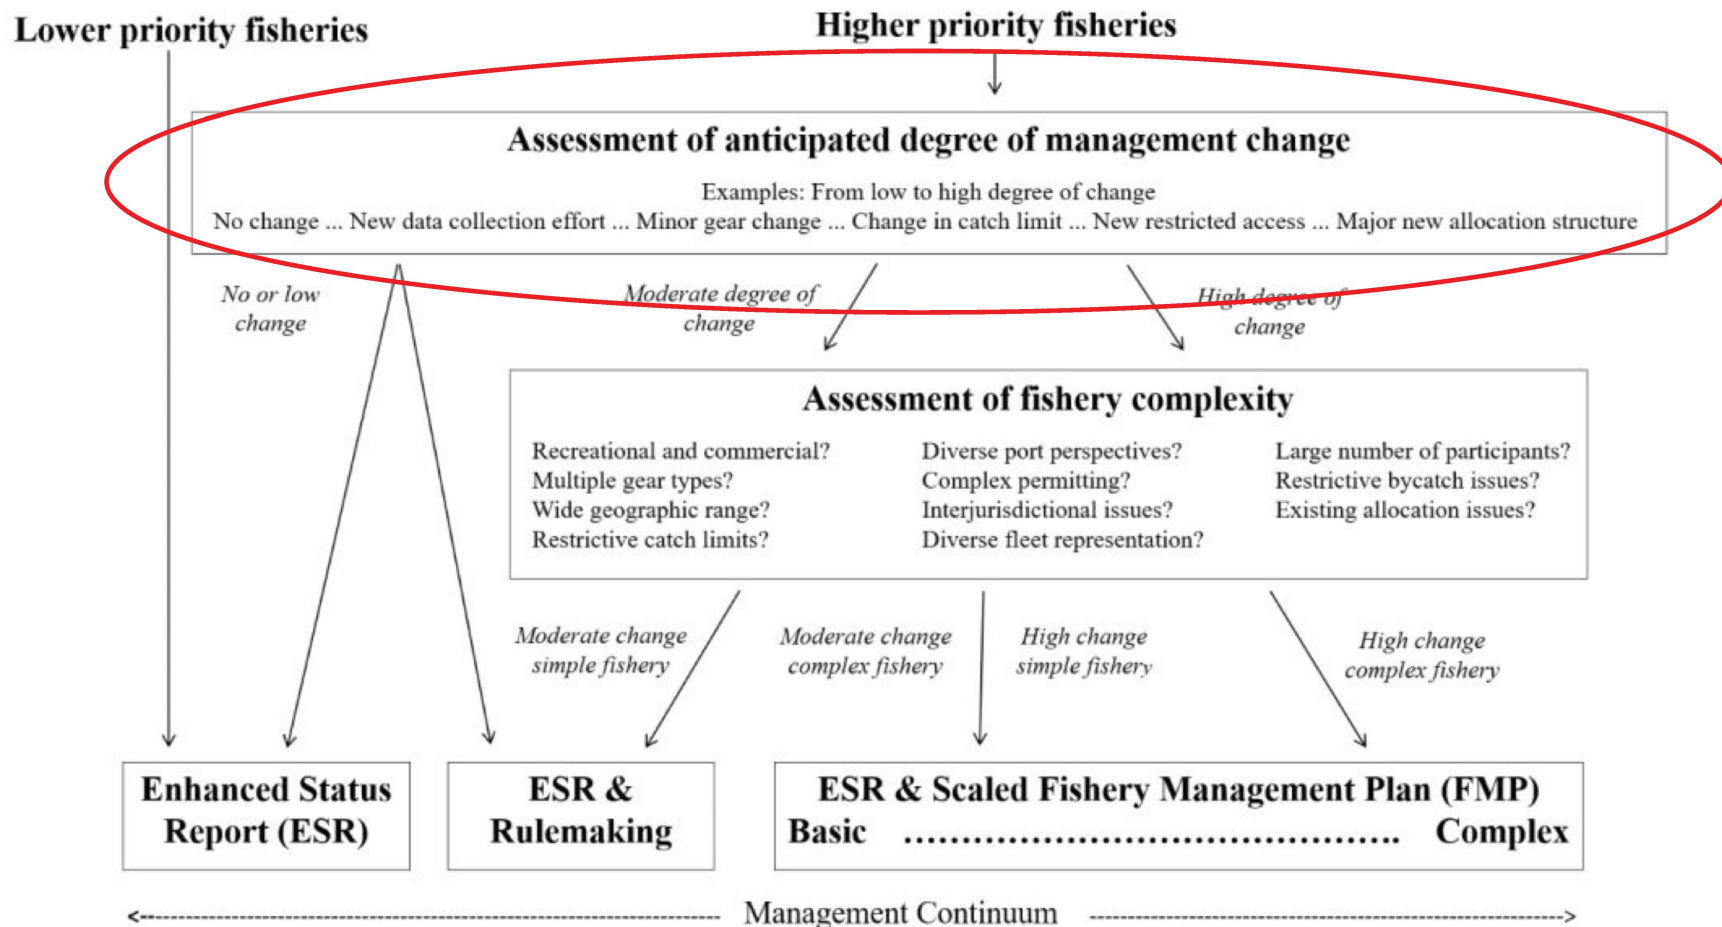 Lower priority fisheries
Higher priority fisheries
Assessment of anticipated degree of management change
Examples: From low to high degree of change
No change ... New data collection effort ... Minor gear change ... Change in catch limit ... New restricted access ... Major new allocation structure
No or low
change
Moderate degree of
change
High degree of
change
Assessment of fishery complexity
Recreational and commercial?
Multiple gear types?
Wide geographic range?
Restrictive catch limits?
Diverse port perspectives?
Complex permitting?
Interjurisdictional issues?
Diverse fleet representation?
Large number of participants?
Restrictive bycatch issues?
Existing allocation issues?
Moderate change
simple fishery
Moderate change
complex fishery
High change
simple fishery
High change
complex fishery
Enhanced Status
Report (ESR)
ESR &
Rulemaking
ESR & Scaled Fishery Management Plan (FMP)
Basic ............................................ Complex
Management Continuum